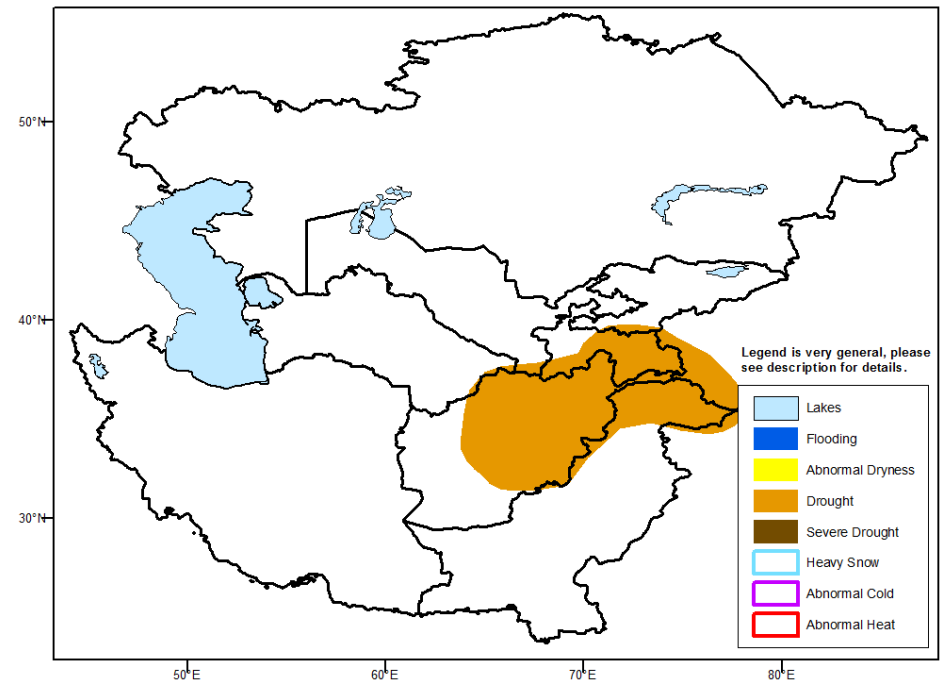 50°N
40°N
30°N
Legend is very general, please
see description for details.
Lakes
Flooding
Abnormal Dryness
Drought
Severe Drought
Heavy Snow
Abnormal Cold
Abnormal Heat
50°E
60°E
70°E
80°E